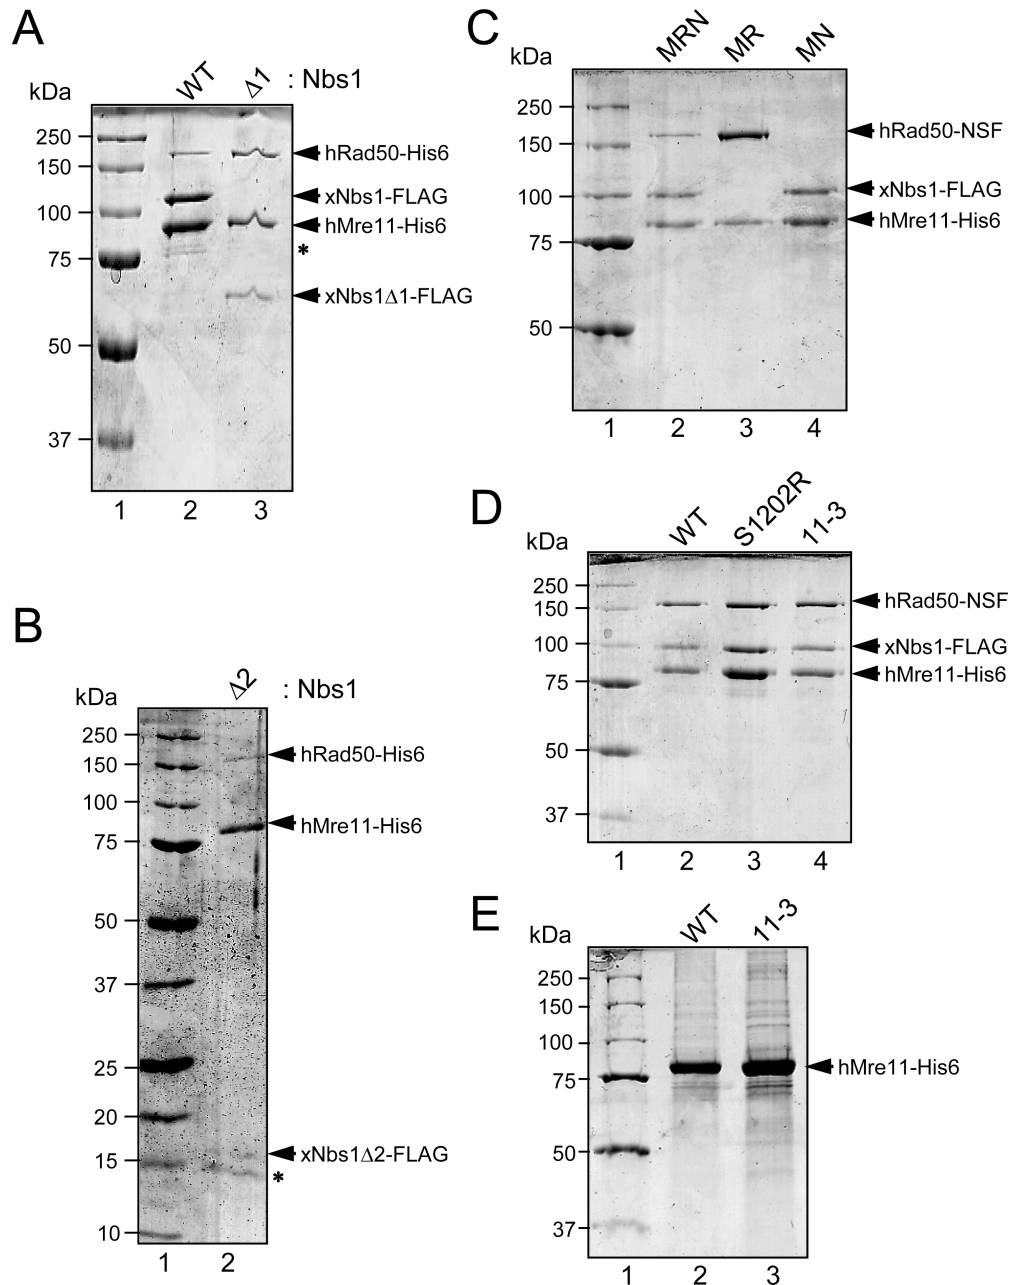 A
kDa
WT
Δ1
: Nbs1
250
150
100
75
50
37
hRad50-His6
xNbs1-FLAG
hMre11-His6
*
xNbs1Δ1-FLAG
1
2
3
B
kDa
Δ2
: Nbs1
250
150
100
75
50
37
25
20
15
10
hRad50-His6
hMre11-His6
xNbs1Δ2-FLAG
*
1
2
C
kDa
MRN
MR
MN
250
150
100
75
50
hRad50-NSF
xNbs1-FLAG
hMre11-His6
1
2
3
4
D
kDa
WT
S1202R
11-3
250
150
100
75
50
37
hRad50-NSF
xNbs1-FLAG
hMre11-His6
1
2
3
4
E
kDa
WT
11-3
250
150
100
75
50
37
hMre11-His6
1
2
3